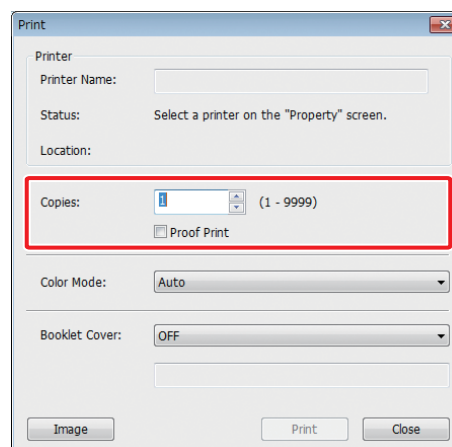 Print
Printer
Printer Name:
Status: Select a printer on the "Property" screen.
Location:
Copies: 1 (1 - 9999)
Proof Print
Color Mode: Auto
Booklet Cover: OFF
Image Print Close